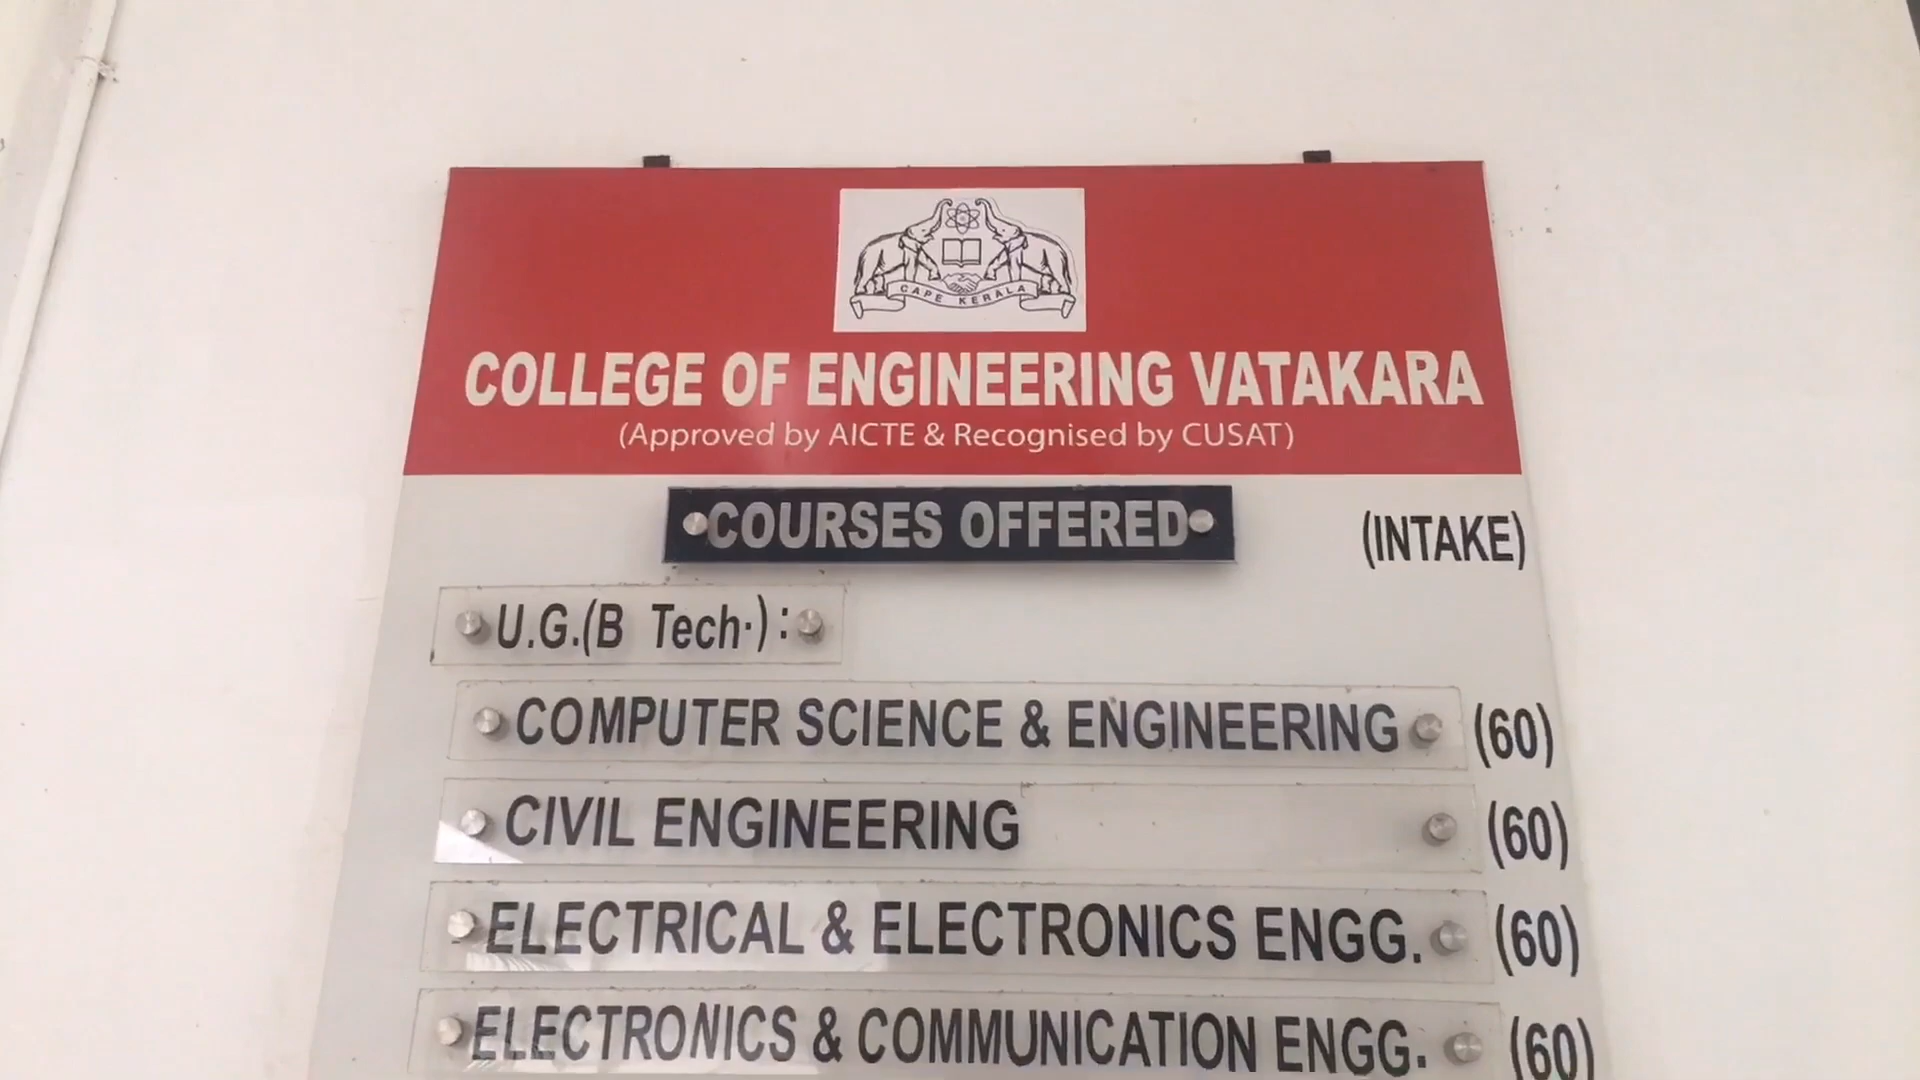 CAPE KERALA
COLLEGE OF ENGINEERING VATAKARA
(Approved by AICTE & Recognised by CUSAT)
COURSES OFFERED (INTAKE)
U.G.(B Tech.):
COMPUTER SCIENCE & ENGINEERING (60)
CIVIL ENGINEERING (60)
ELECTRICAL & ELECTRONICS ENGG. (60)
ELECTRONICS & COMMUNICATION ENGG. (60)